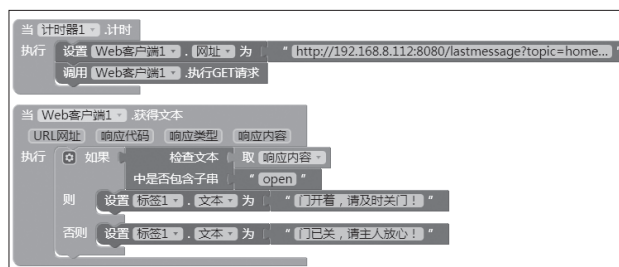 当 计时器1 .计时
执行 设置 Web客户端1 . 网址 为 " http://192.168.8.112:8080/lastmessage?topic=home... "
调用 Web客户端1 .执行GET请求
当 Web客户端1 .获得文本
URL网址 响应代码 响应类型 响应内容
执行 如果 检查文本 取 响应内容
中是否包含子串 " open "
则 设置 标签1 . 文本 为 " 门开着，请及时关门！ "
否则 设置 标签1 . 文本 为 " 门已关，请主人放心！ "